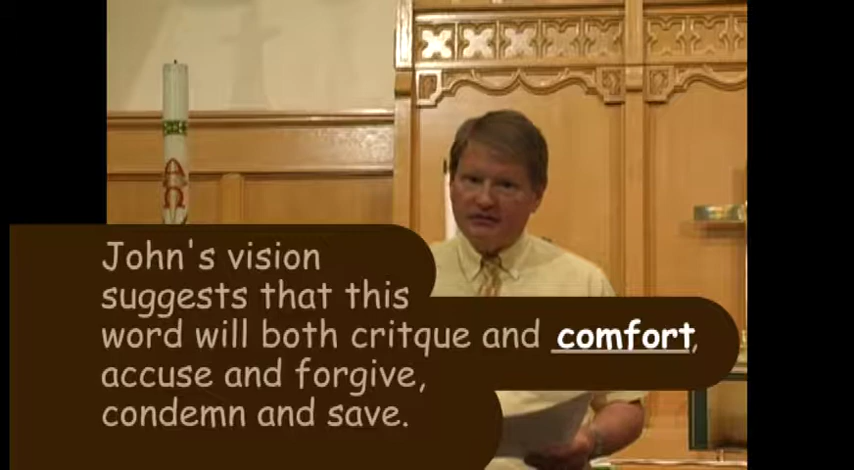 Α
Ω
John's vision
suggests that this
word will both critque and comfort,
accuse and forgive,
condemn and save.